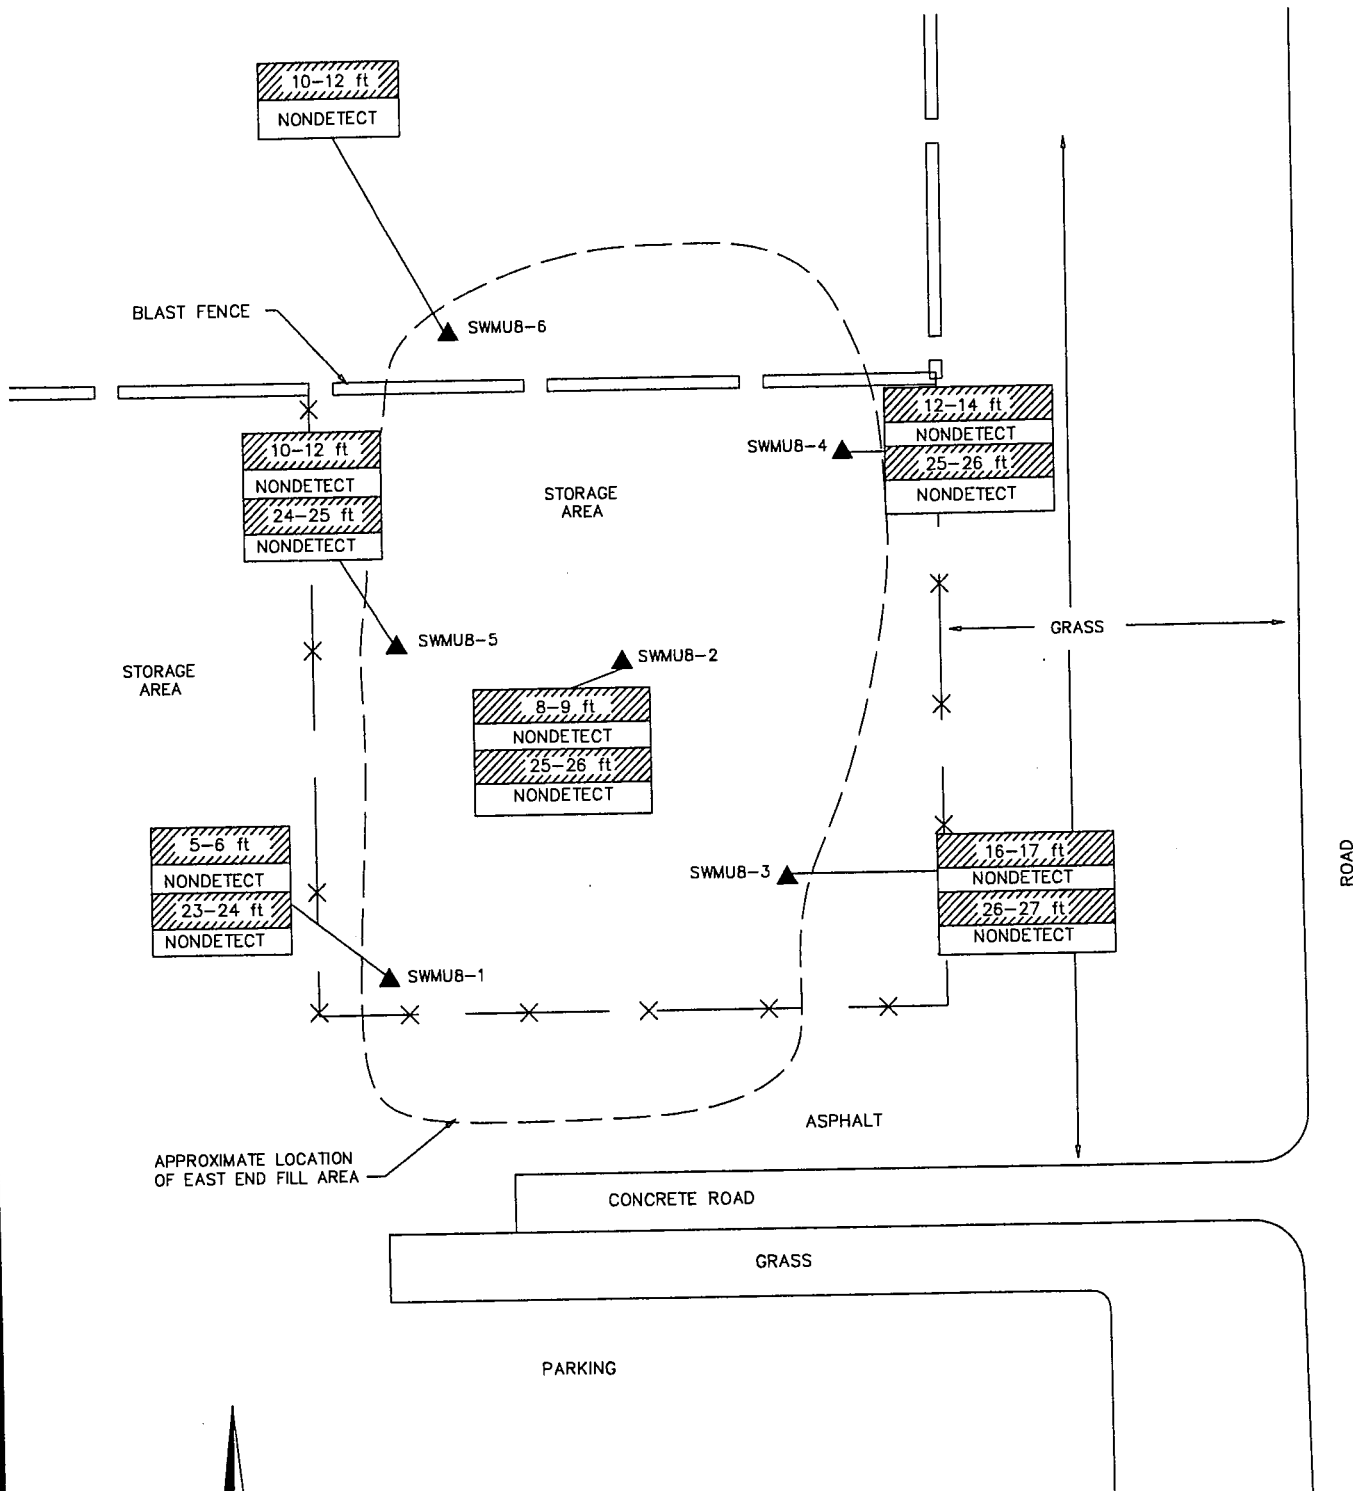 10-12 ft
NONDETECT
BLAST FENCE
SWMU8-6
12-14 ft
NONDETECT
25-26 ft
NONDETECT
SWMU8-4
10-12 ft
NONDETECT
24-25 ft
NONDETECT
STORAGE
AREA
GRASS
SWMU8-5
SWMU8-2
STORAGE
AREA
8-9 ft
NONDETECT
25-26 ft
NONDETECT
5-6 ft
NONDETECT
23-24 ft
NONDETECT
SWMU8-3
16-17 ft
NONDETECT
26-27 ft
NONDETECT
ROAD
SWMU8-1
ASPHALT
APPROXIMATE LOCATION
OF EAST END FILL AREA
CONCRETE ROAD
GRASS
PARKING